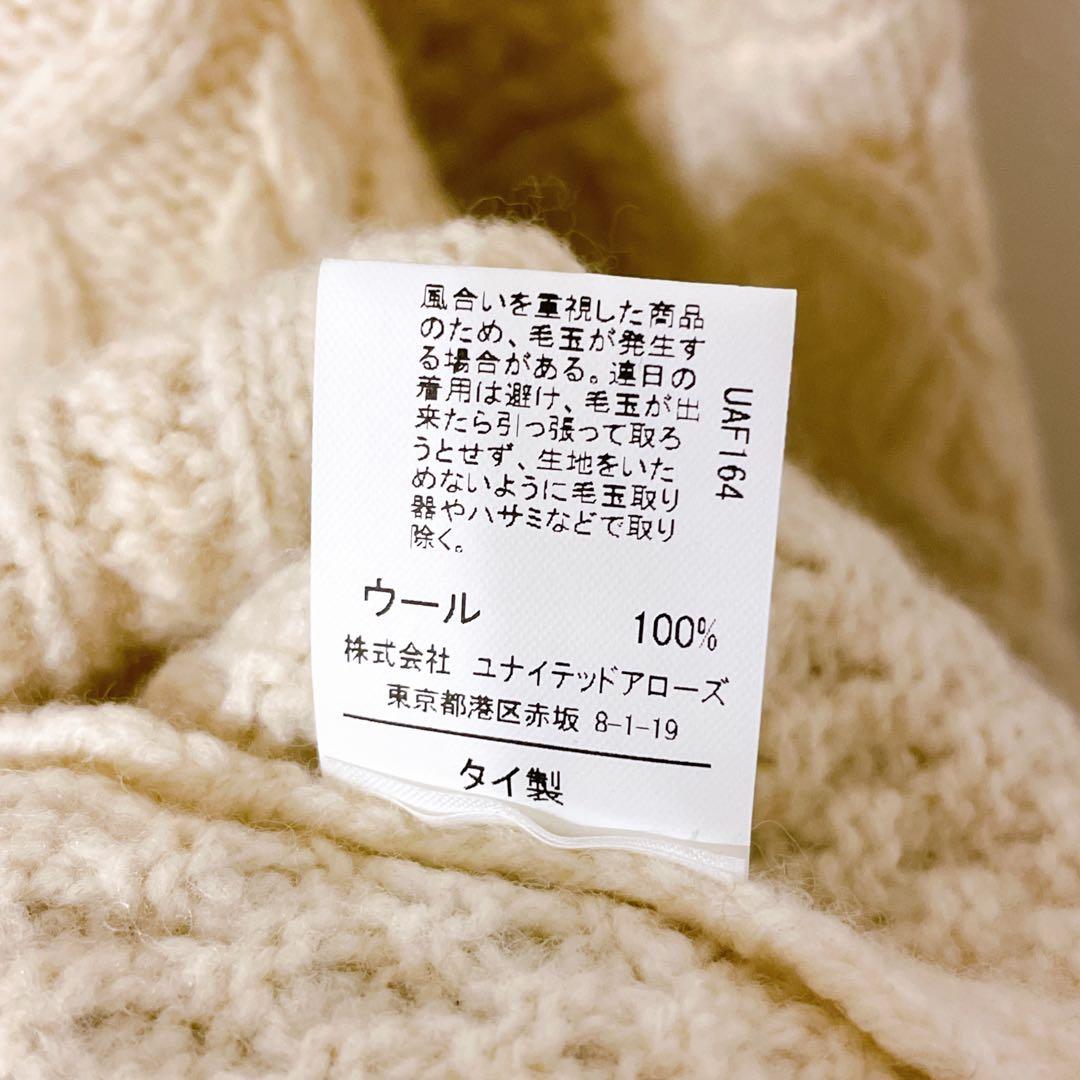 風合いを重視した商品
のため、毛玉が発生す
る場合がある。連日の
着用は避け、毛玉が出
来たら引っ張って取ろ
うとせず、生地をいた
めないように毛玉取り
器やハサミなどで取り
除く。
UAF164
ウール 100%
株式会社 ユナイテッドアローズ
東京都港区赤坂 8-1-19
タイ製